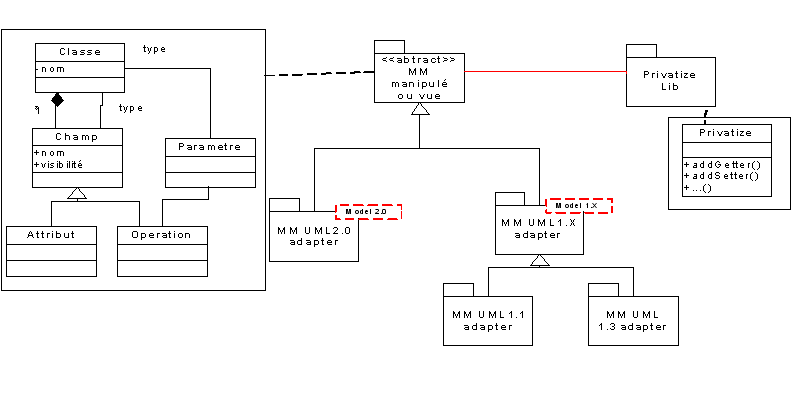 Classe
- nom
type
*
type
Champ
+ nom
+ visibilité
Parametre
Attribut
Operation
<<abtract>>
MM
manipulé
ou vue
Privatize
Lib
Privatize
+ addGetter()
+ addSetter()
+ ...()
Model 2.0
MM UML2.0
adapter
Model 1.X
MM UML1.X
adapter
MM UML1.1
adapter
MM UML
1.3 adapter